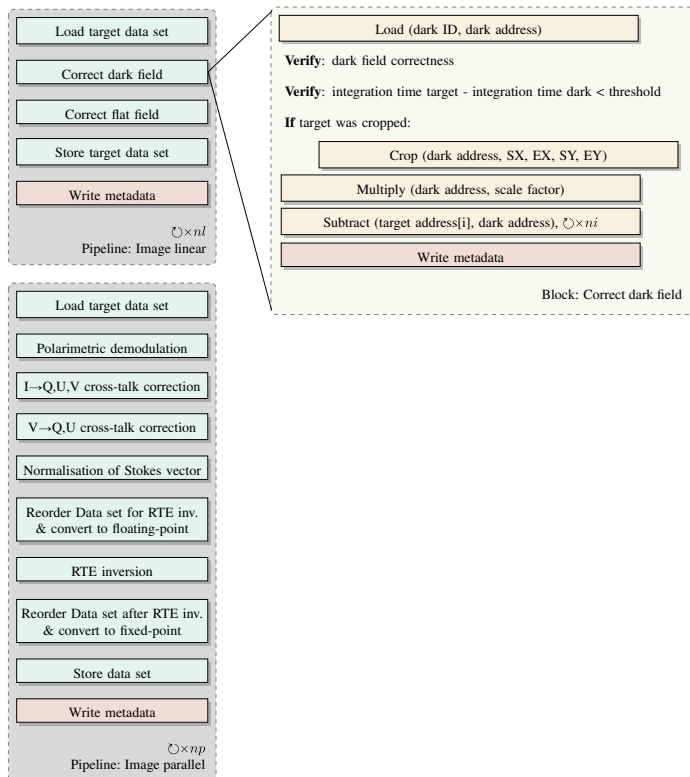 Load target data set
Correct dark field
Correct flat field
Store target data set
Write metadata
↻×nl
Pipeline: Image linear
Load (dark ID, dark address)
Verify: dark field correctness
Verify: integration time target - integration time dark < threshold
If target was cropped:
Crop (dark address, SX, EX, SY, EY)
Multiply (dark address, scale factor)
Subtract (target address[i], dark address), ↻×ni
Write metadata
Block: Correct dark field
Load target data set
Polarimetric demodulation
I→Q,U,V cross-talk correction
V→Q,U cross-talk correction
Normalisation of Stokes vector
Reorder Data set for RTE inv.
& convert to floating-point
RTE inversion
Reorder Data set after RTE inv.
& convert to fixed-point
Store data set
Write metadata
↻×np
Pipeline: Image parallel